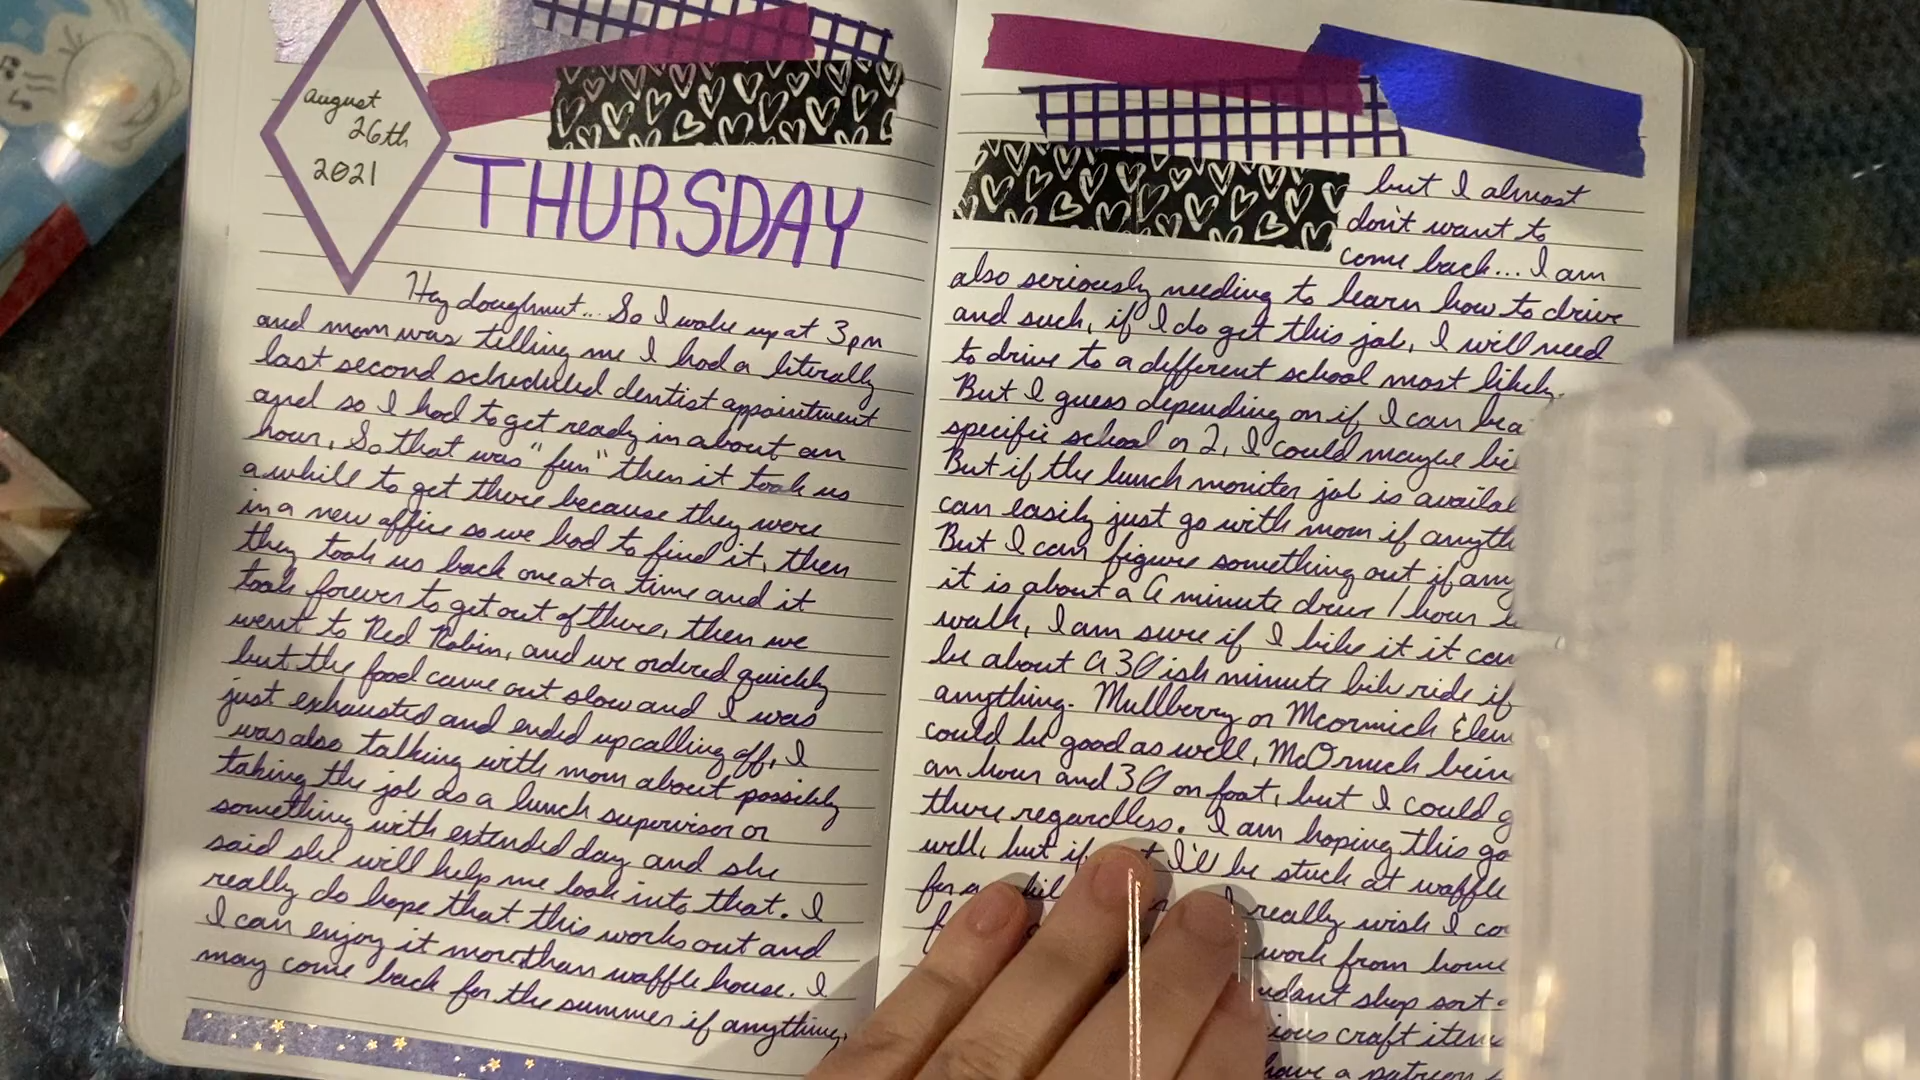 august
26th
2021
THURSDAY
Hey doughnut... So I woke up at 3pm
and mom was telling me I had a literally
last second scheduled dentist appointment
and so I had to get ready in about an
hour, So that was "fun" then it took us
a while to get there because they were
in a new office so we had to find it, then
they took us back one at a time and it
took forever to get out of there, then we
went to Red Robin, and we ordered quickly
but the food came out slow and I was
just exhausted and ended up calling off, I
was also talking with mom about possibly
taking the job as a lunch supervisor or
something with extended day and she
said she will help me look into that. I
really do hope that this works out and
I can enjoy it more than waffle house. I
may come back for the summer if anything,
but I almost
don't want to
come back... I am
also seriously needing to learn how to drive
and such, if I do get this job, I will need
to drive to a different school most likely.
But I guess depending on if I can be a
specific school or 2, I could maybe
But if the lunch moniter job is
can easily just go with mom if
But I can figure something out if
it is about a 6 minute drive 1 hour
walk, I am sure if I bike it it can
be about a 30 ish minute bike ride if
anything. Mullberry or Mcormick
could be good as well, McOrmick
an hour and 30 on foot, but I could
there regardless. I am hoping this
well, but if I'll be stuck at waffle
for a
really wish I
work from home
shop
craft
have a